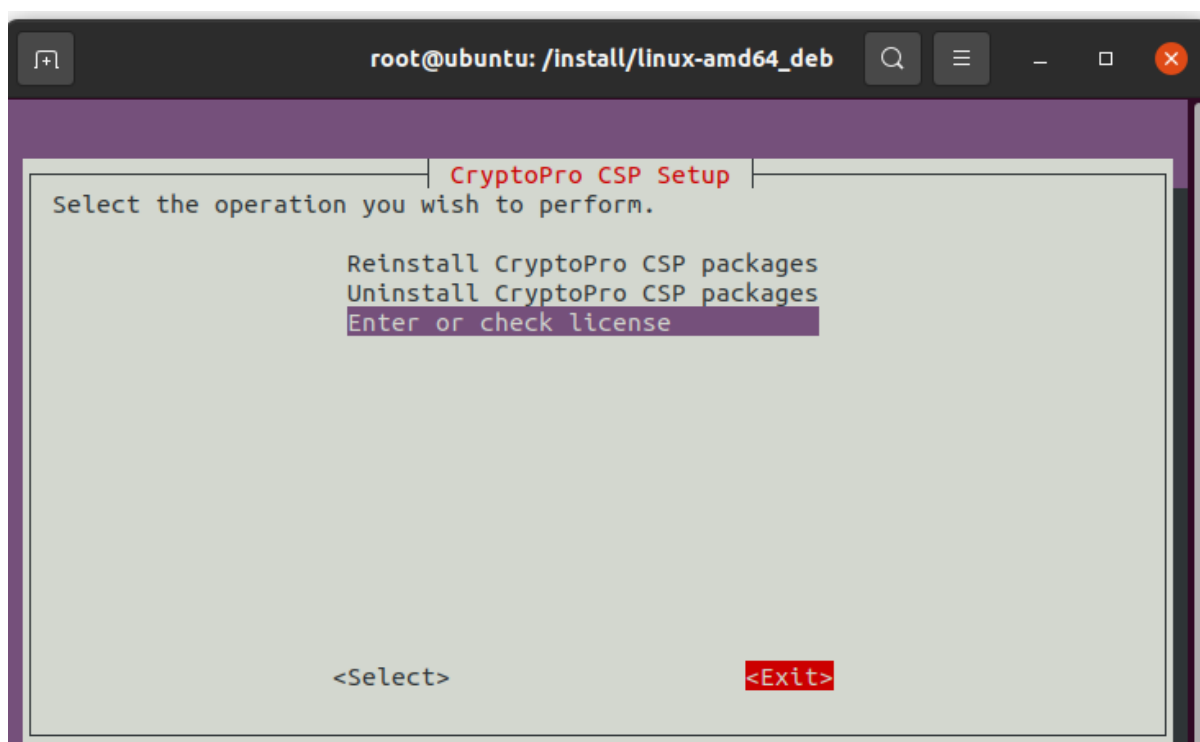 root@ubuntu: /install/linux-amd64_deb
CryptoPro CSP Setup
Select the operation you wish to perform.
Reinstall CryptoPro CSP packages
Uninstall CryptoPro CSP packages
Enter or check license
<Select> <Exit>